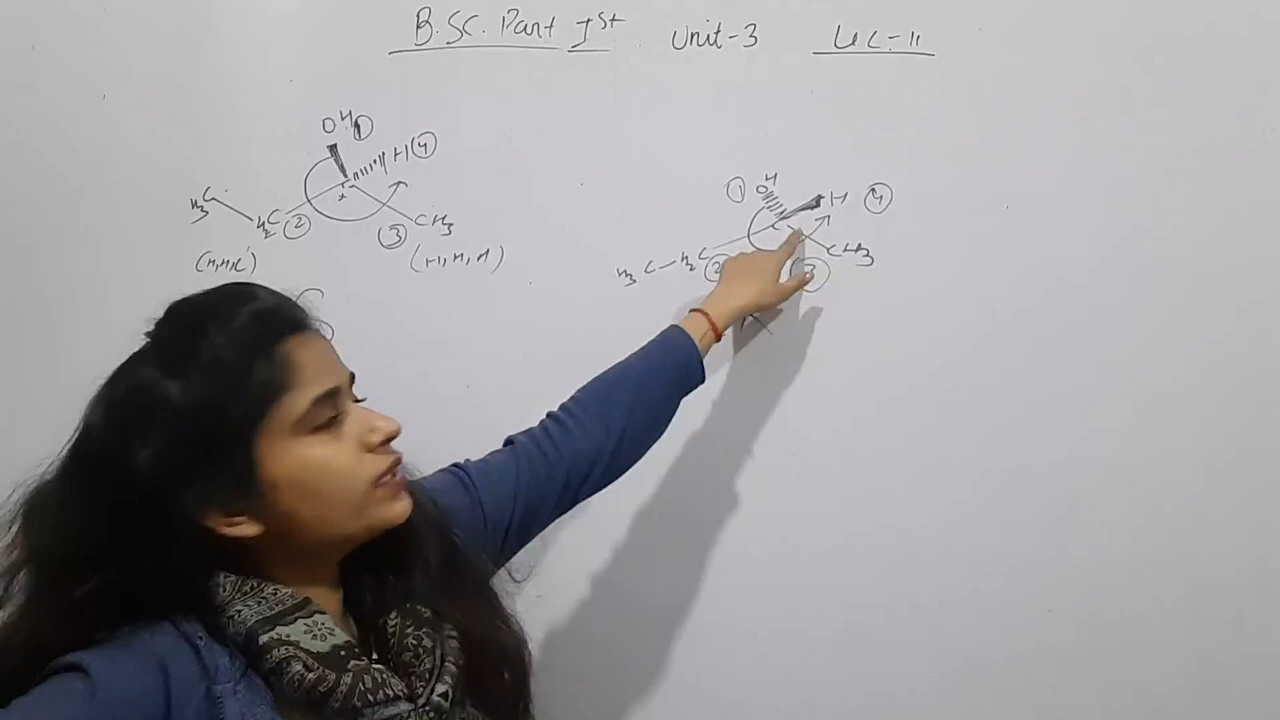 B.SC. Part Ist Unit-3 Lec-11
OH ①
H ④
H3C
H2C ② ③ CH3
(H,H,C) (H,H,H)
① OH H ④
C
H3C-H2C ② CH3
③